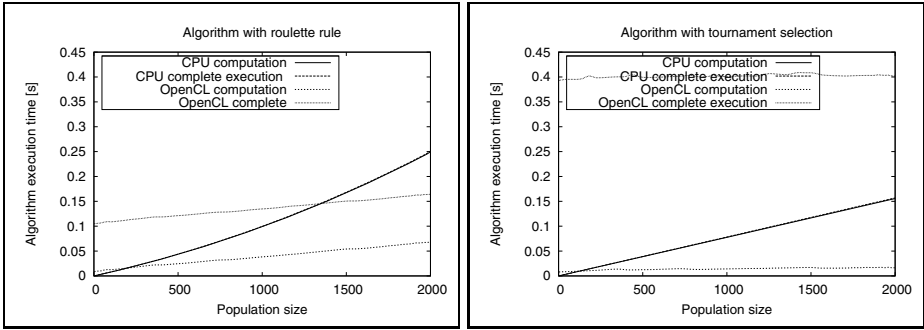 Algorithm with roulette rule
0.45
0.4
0.35
0.3
0.25
0.2
0.15
0.1
0.05
0
Algorithm execution time [s]
CPU computation
CPU complete execution
OpenCL computation
OpenCL complete
0 500 1000 1500 2000
Population size
Algorithm with tournament selection
0.45
0.4
0.35
0.3
0.25
0.2
0.15
0.1
0.05
0
Algorithm execution time [s]
CPU computation
CPU complete execution
OpenCL computation
OpenCL complete execution
0 500 1000 1500 2000
Population size